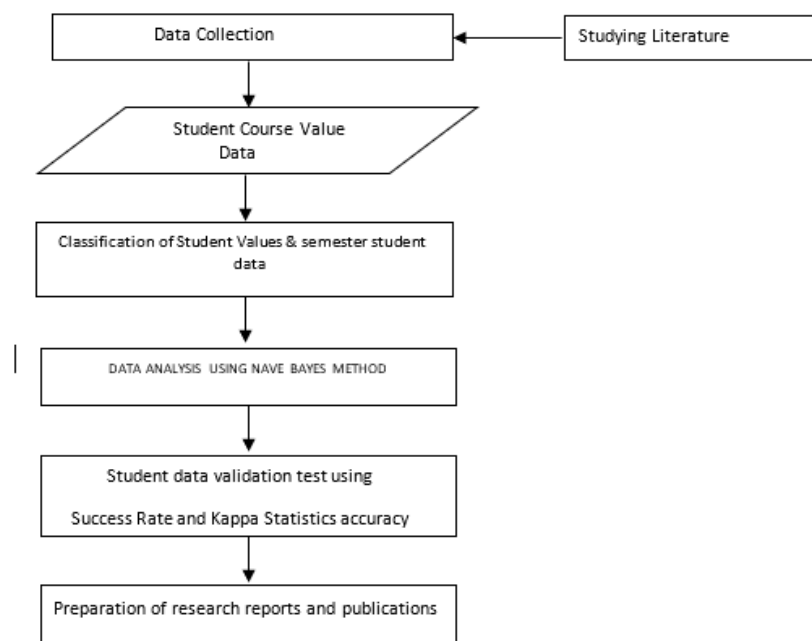 Data Collection
Studying Literature
Student Course Value
Data
Classification of Student Values & semester student
data
DATA ANALYSIS USING NAVE BAYES METHOD
Student data validation test using
Success Rate and Kappa Statistics accuracy
Preparation of research reports and publications